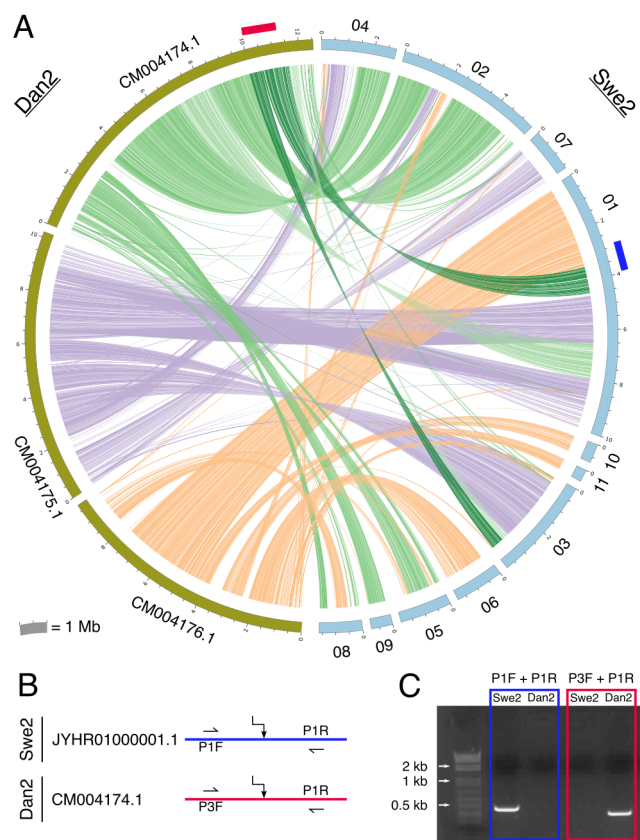 A
Dan2
Swe2
CM004174.1
04
02
07
01
10
11
03
06
05
09
08
CM004175.1
CM004176.1
= 1 Mb
B
Swe2
JYHR01000001.1
P1F
P1R
Dan2
CM004174.1
P3F
P1R
C
P1F + P1R
P3F + P1R
Swe2 Dan2
Swe2 Dan2
2 kb
1 kb
0.5 kb